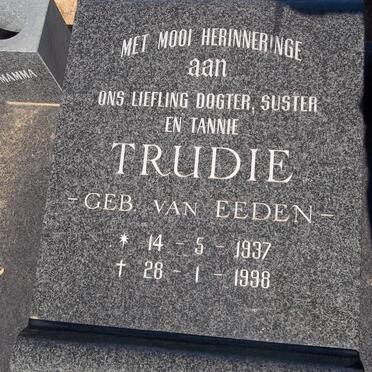 MAMMA
MET MOOI HERINNERINGE
aan
ONS LIEFLING DOGTER, SUSTER
EN TANNIE
TRUDIE
- GEB. VAN EEDEN -
* 14 - 5 - 1937
† 28 - 1 - 1998